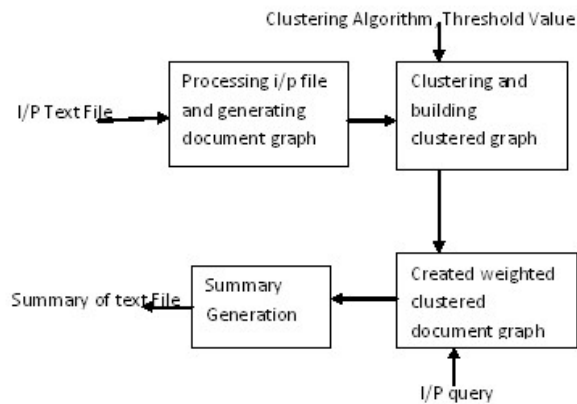 Clustering Algorithm, Threshold Value
Processing i/p file
and generating
document graph
Clustering and
building
clustered graph
I/P Text File
Created weighted
clustered
document graph
Summary
Generation
Summary of text File
I/P query